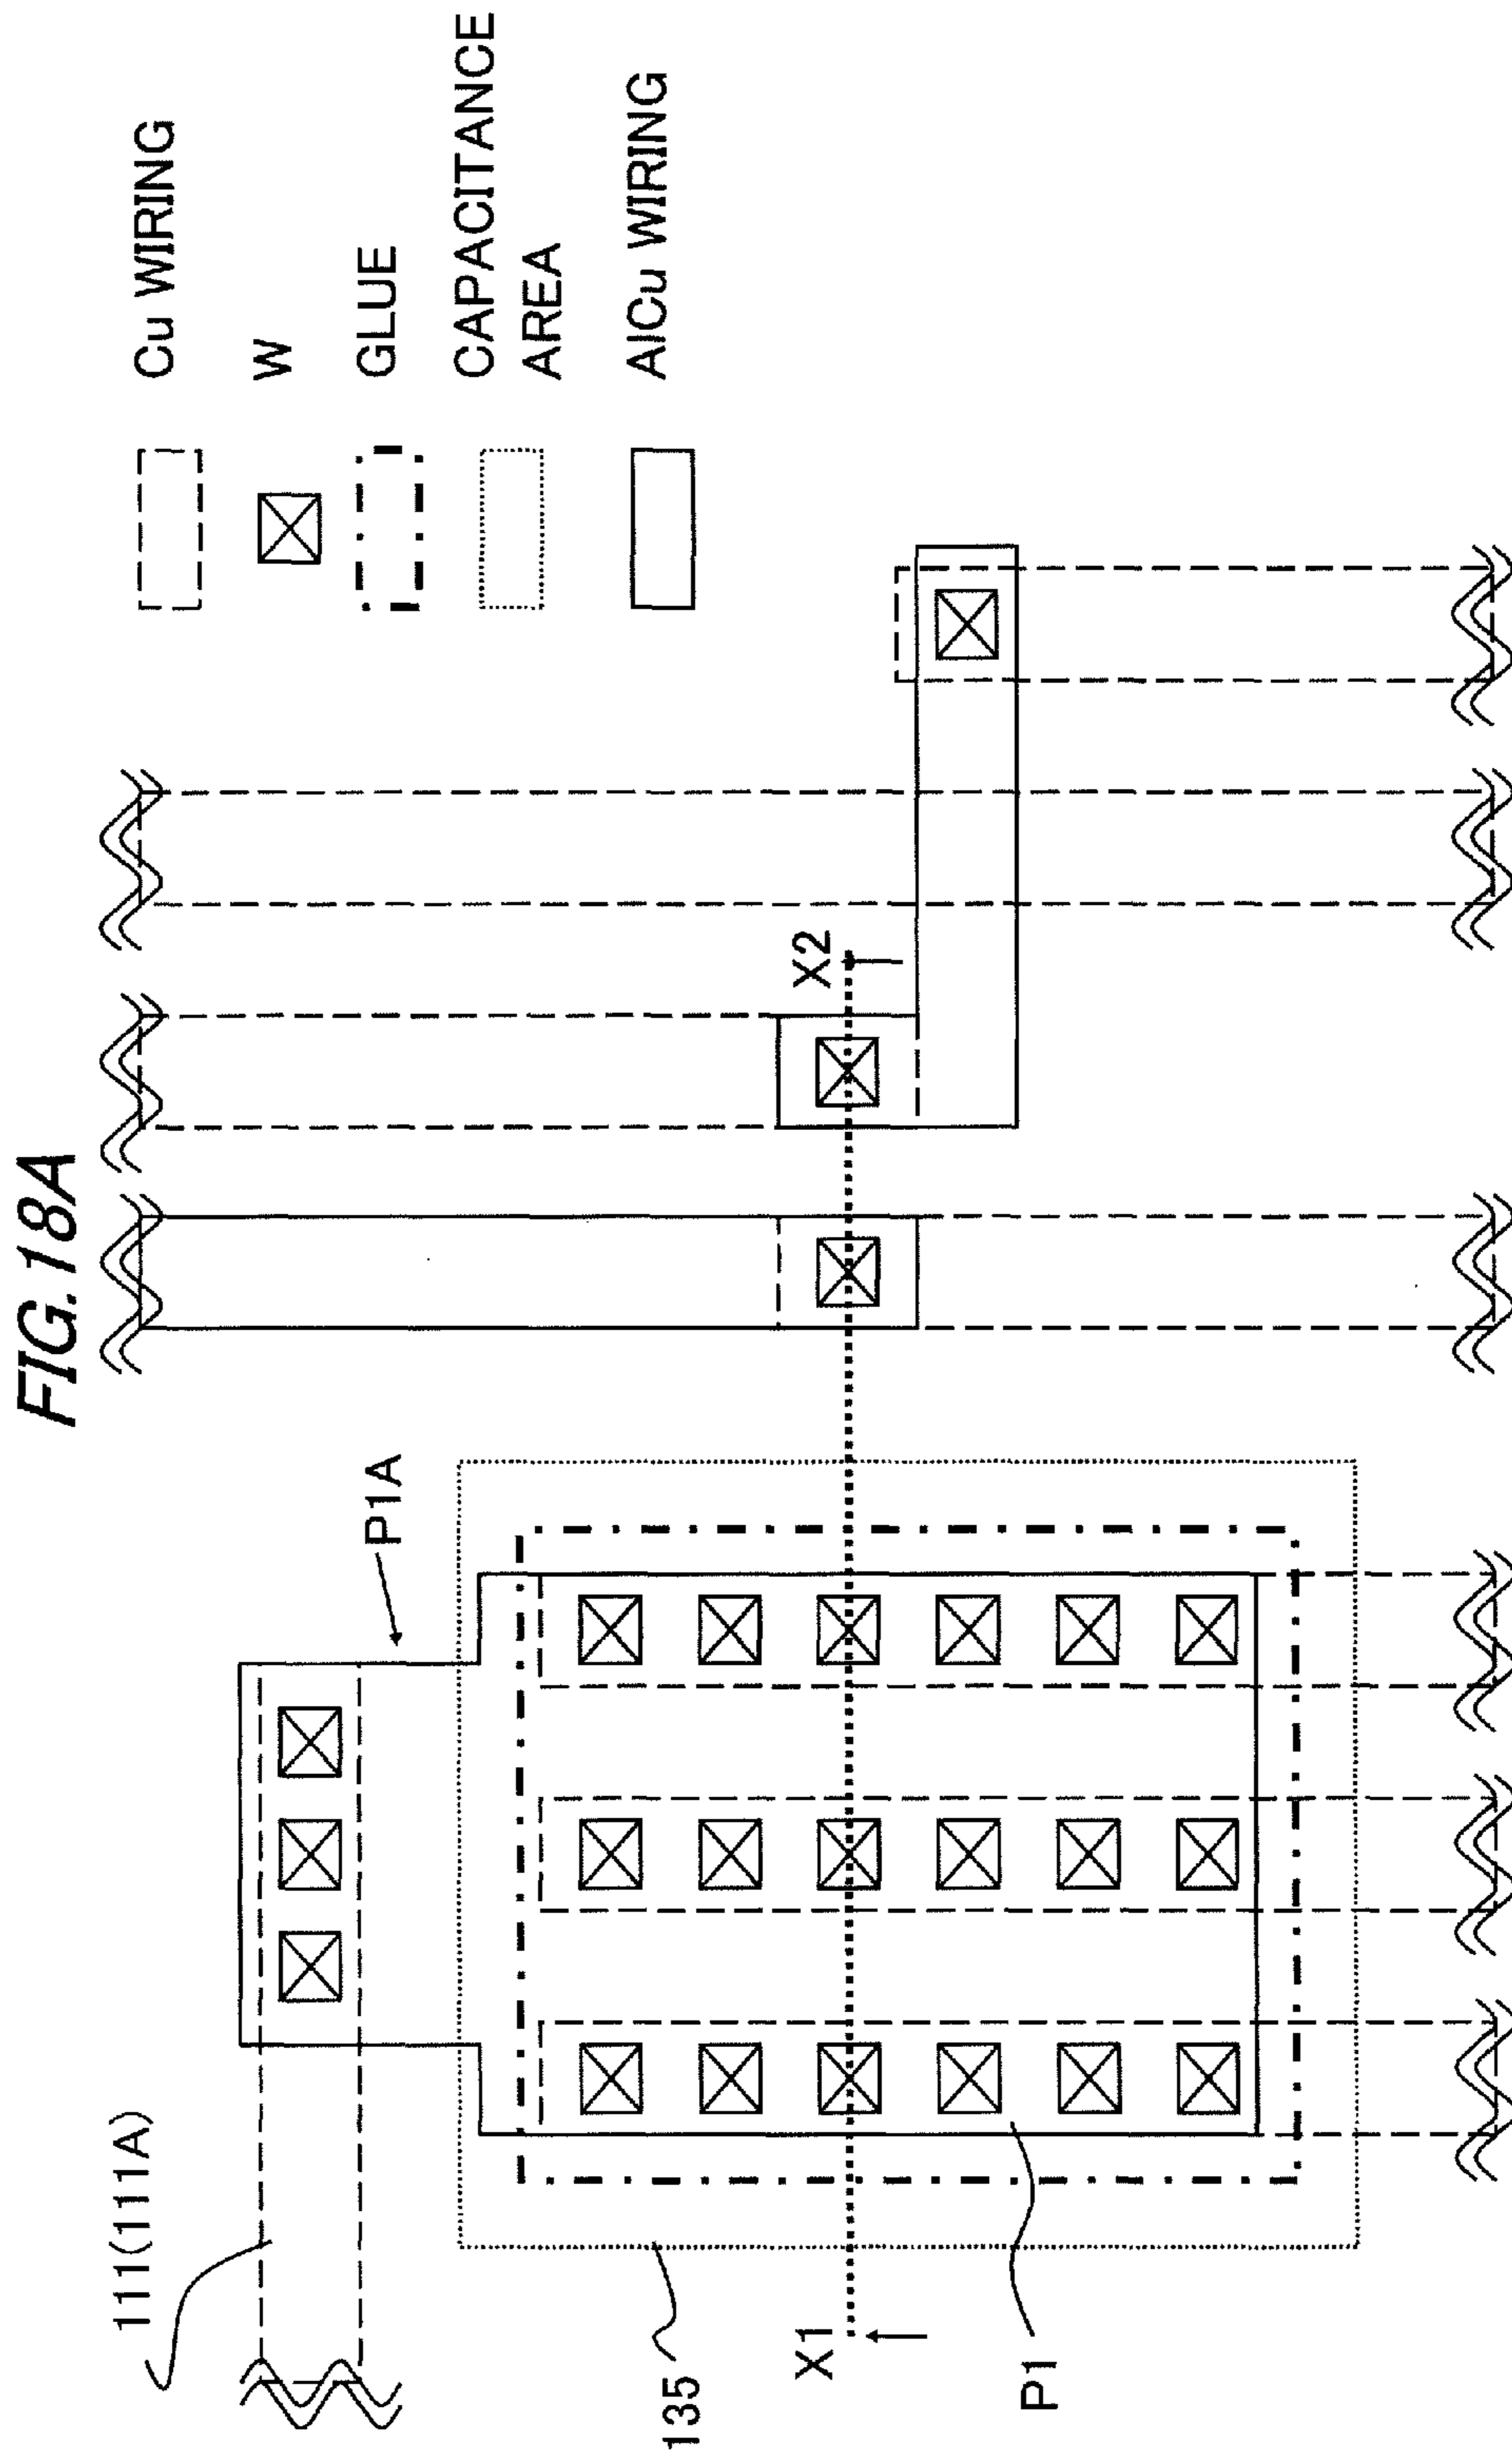 FIG.18A
Cu WIRING
W
GLUE
CAPACITANCE
AREA
AlCu WIRING
111(111A)
P1A
135
X1
X2
P1